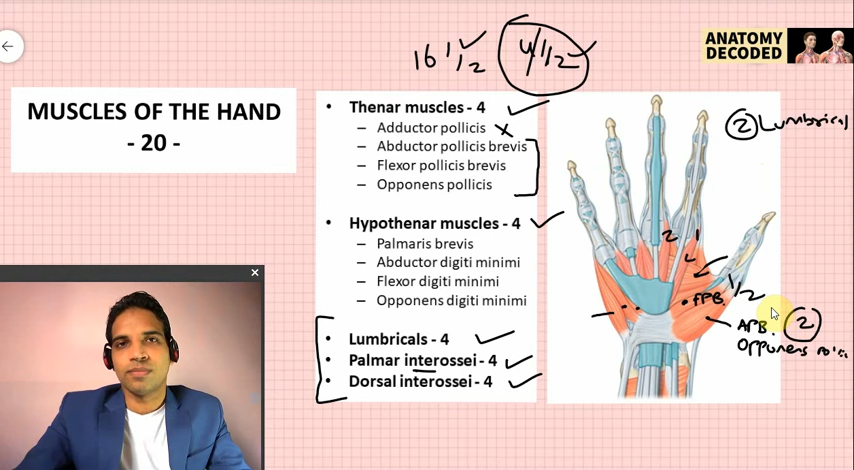 16 1/2
4 1/2
ANATOMY
DECODED
MUSCLES OF THE HAND
- 20 -
• Thenar muscles - 4
– Adductor pollicis
– Abductor pollicis brevis
– Flexor pollicis brevis
– Opponens pollicis
• Hypothenar muscles - 4
– Palmaris brevis
– Abductor digiti minimi
– Flexor digiti minimi
– Opponens digiti minimi
• Lumbricals - 4
• Palmar interossei - 4
• Dorsal interossei - 4
2 Lumbrical
2 1
1/2
FPB.
APB. 2
Opponens